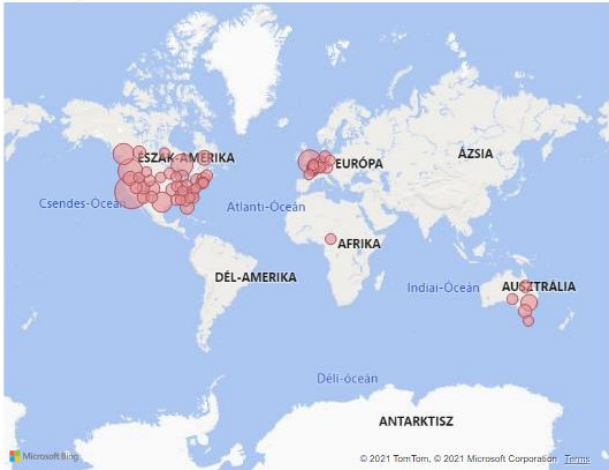 ÉSZAK-AMERIKA
EURÓPA
ÁZSIA
Csendes-Óceán
Atlanti-Óceán
AFRIKA
DÉL-AMERIKA
Indiai-Óceán
AUSZTRÁLIA
Déli-óceán
ANTARKTISZ
Microsoft Bing
© 2021 TomTom, © 2021 Microsoft Corporation Terms